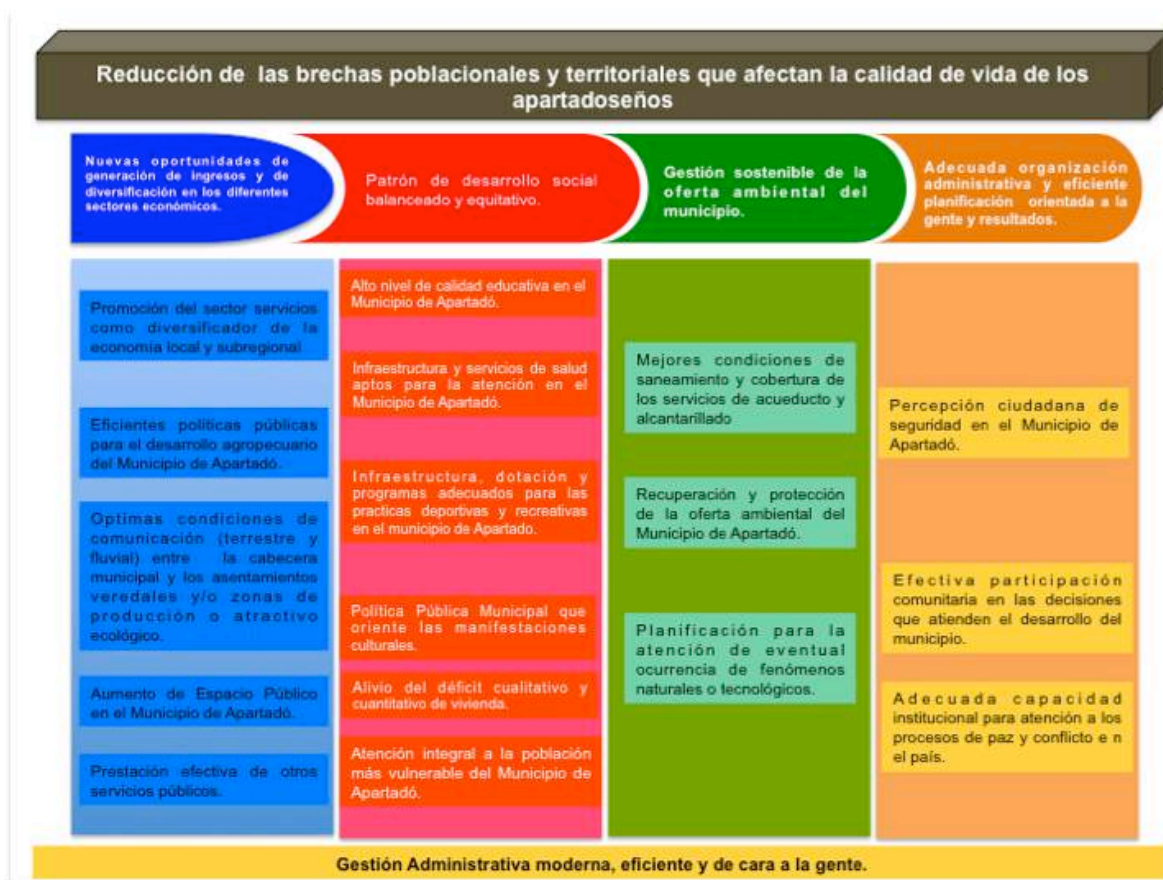 Reducción de las brechas poblacionales y territoriales que afectan la calidad de vida de los
apartadoseños
Nuevas oportunidades de
generación de ingresos y de
diversificación en los diferentes
sectores económicos.
Patrón de desarrollo social
balanceado y equitativo.
Gestión sostenible de la
oferta ambiental del
municipio.
Adecuada organización
administrativa y eficiente
planificación orientada a la
gente y resultados.
Promoción del sector servicios
como diversificador de la
economía local y subregional
Eficientes políticas públicas
para el desarrollo agropecuario
del Municipio de Apartadó.
Optimas condiciones de
comunicación (terrestre y
fluvial) entre la cabecera
municipal y los asentamientos
veredales y/o zonas de
producción o atractivo
ecológico.
Aumento de Espacio Público
en el Municipio de Apartadó.
Prestación efectiva de otros
servicios públicos.
Alto nivel de calidad educativa en el
Municipio de Apartadó.
Infraestructura y servicios de salud
aptos para la atención en el
Municipio de Apartadó.
Infraestructura, dotación y
programas adecuados para las
practicas deportivas y recreativas
en el municipio de Apartado.
Política Pública Municipal que
oriente las manifestaciones
culturales.
Alivio del déficit cualitativo y
cuantitativo de vivienda.
Atención integral a la población
más vulnerable del Municipio de
Apartadó.
Mejores condiciones de
saneamiento y cobertura de
los servicios de acueducto y
alcantarillado
Recuperación y protección
de la oferta ambiental del
Municipio de Apartadó.
Planificación para la
atención de eventual
ocurrencia de fenómenos
naturales o tecnológicos.
Percepción ciudadana de
seguridad en el Municipio de
Apartadó.
Efectiva participación
comunitaria en las decisiones
que atienden el desarrollo del
municipio.
Adecuada capacidad
institucional para atención a los
procesos de paz y conflicto e n
el país.
Gestión Administrativa moderna, eficiente y de cara a la gente.